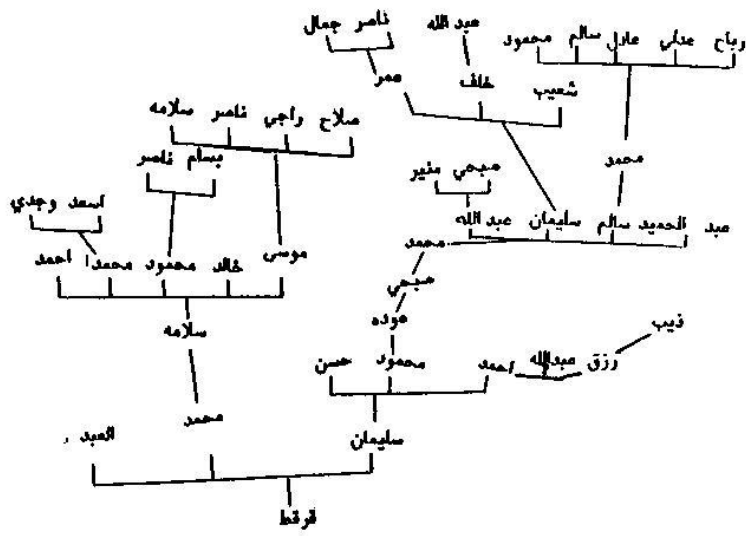 ناصر جمال
عبد الله
عمر
خلف
شعيب
رباح عدلي عادل سالم محمود
صلاح راجي ناصر سلامه
بسام ناصر
محمد
صبحي منير
اسعد وجدي
عبد الحميد سالم سليمان عبد الله
محمد
موسى خالد محمود محمد احمد
صبحي
عوده
سلامه
ذيب
رزق عبدالله احمد محمود حسن
محمد
سليمان
العبد
قرقط